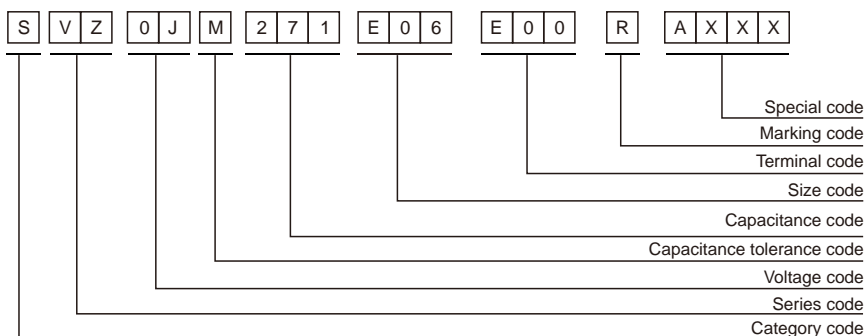 S V Z 0 J M 2 7 1 E 0 6 E 0 0 R A X X X
Special code
Marking code
Terminal code
Size code
Capacitance code
Capacitance tolerance code
Voltage code
Series code
Category code